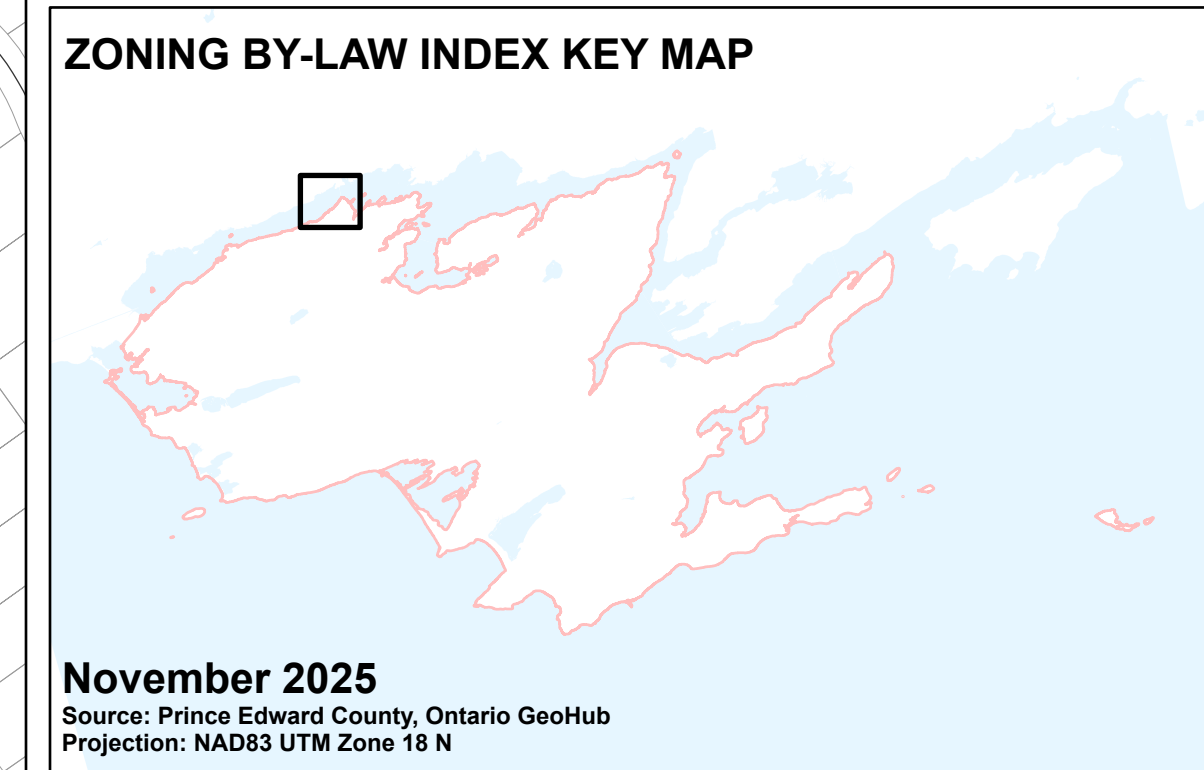 ZONING BY-LAW INDEX KEY MAP
November 2025
Source: Prince Edward County, Ontario GeoHub
Projection: NAD83 UTM Zone 18 N